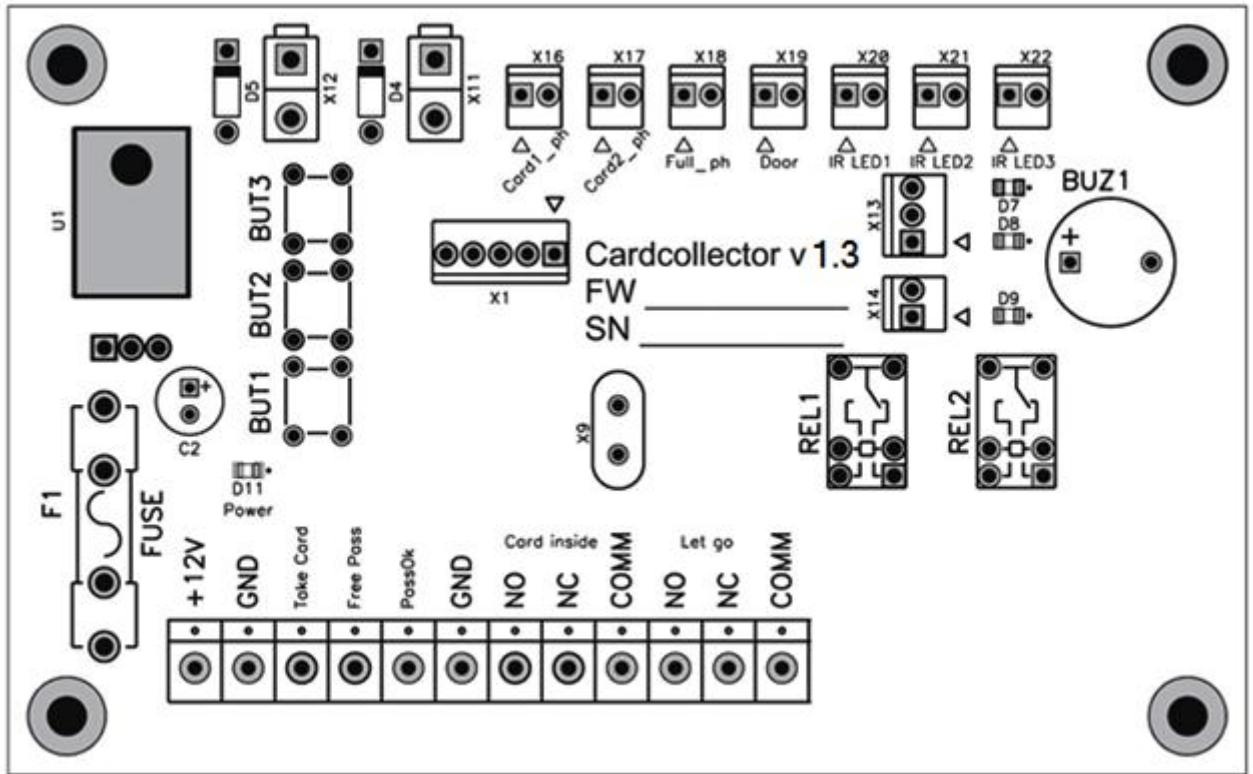 X16 X17 X18 X19 X20 X21 X22
D5 X12 D4 X11
Card1_ph Card2_ph Full_ph Door IR LED1 IR LED2 IR LED3
U1
BUT3
X13
D7
D8
BUZ1
+
X1
Cardcollector v 1.3
FW
SN
BUT2
X14
D9
BUT1
C2
+
X9
REL1
REL2
F1
FUSE
D11
Power
Card inside Let go
+12V GND Take Card Free Pass PassOk GND NO NC COMM NO NC COMM